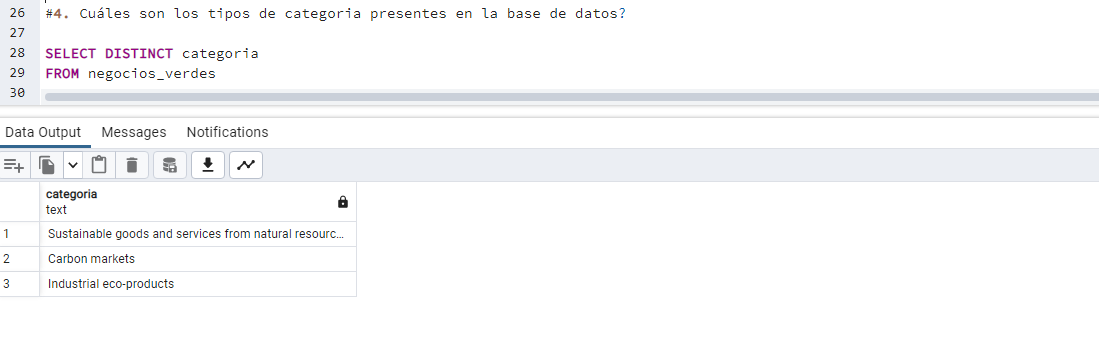 26 #4. Cuáles son los tipos de categoria presentes en la base de datos?
27
28 SELECT DISTINCT categoria
29 FROM negocios_verdes
30
Data Output Messages Notifications
categoria
text
1 Sustainable goods and services from natural resourc...
2 Carbon markets
3 Industrial eco-products